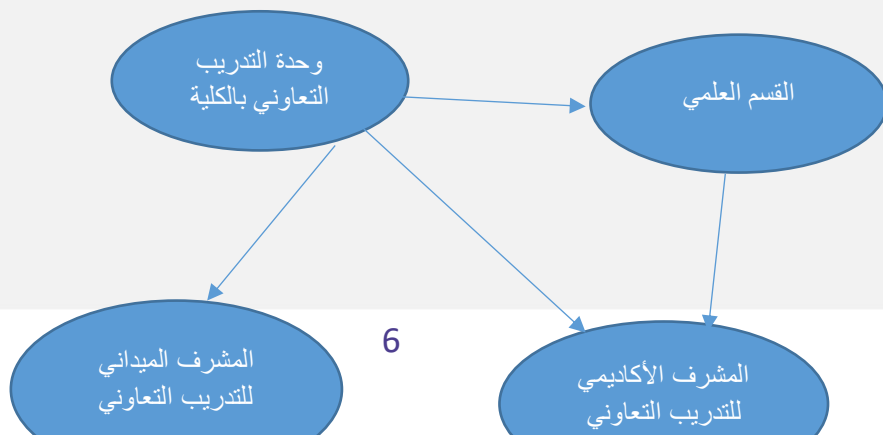 وحدة التدريب
التعاوني بالكلية
القسم العلمي
6
المشرف الميداني
للتدريب التعاوني
المشرف الأكاديمي
للتدريب التعاوني